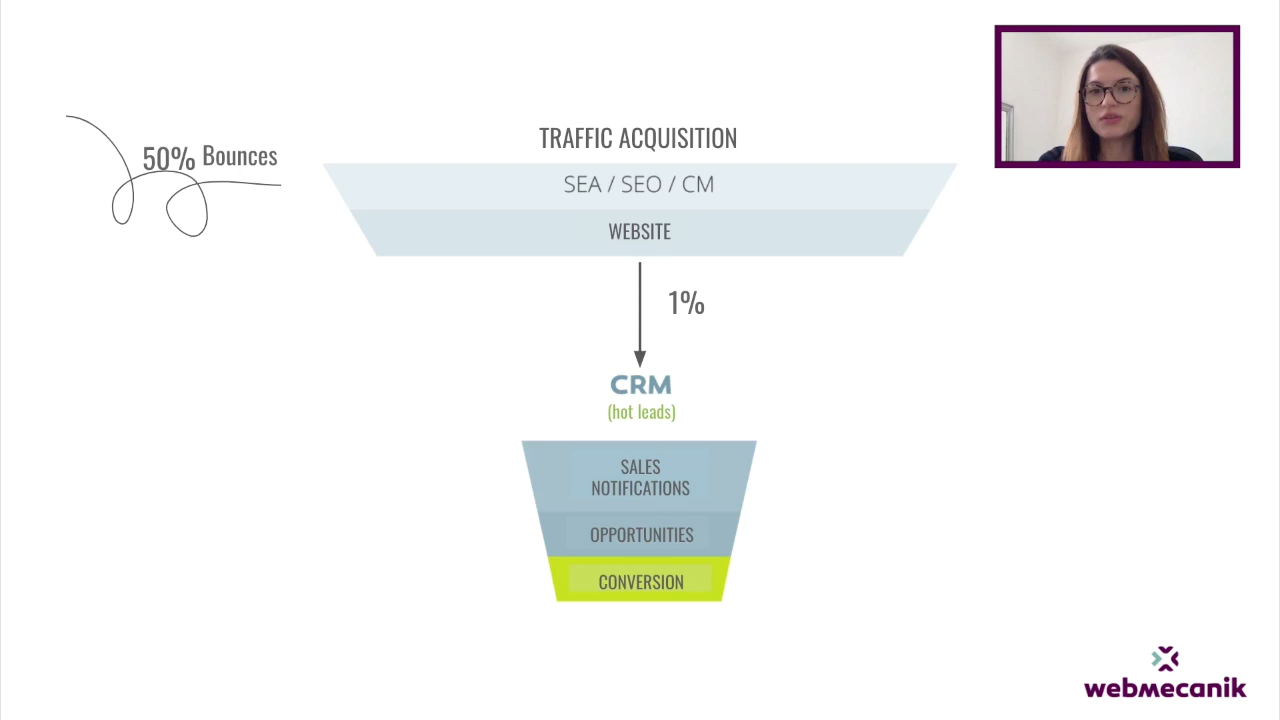 50% Bounces
TRAFFIC ACQUISITION
SEA / SEO / CM
WEBSITE
1%
CRM
(hot leads)
SALES
NOTIFICATIONS
OPPORTUNITIES
CONVERSION
webmecanik